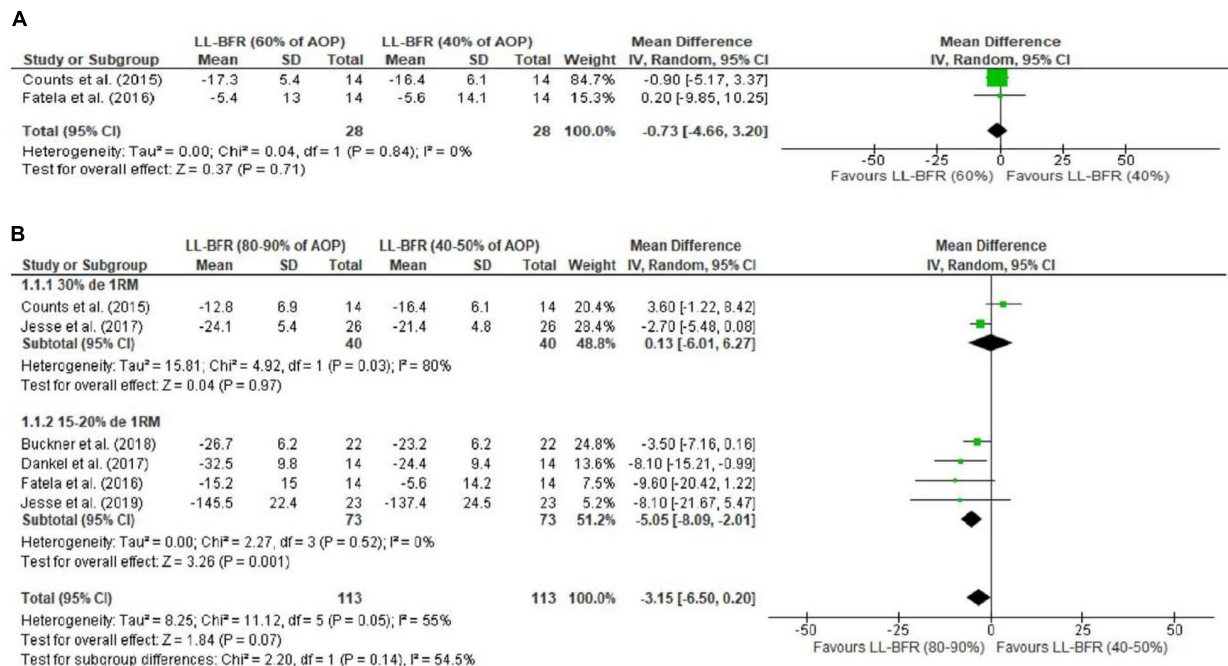 A
LL-BFR (60% of AOP) LL-BFR (40% of AOP) Mean Difference Mean Difference
Study or Subgroup Mean SD Total Mean SD Total Weight IV, Random, 95% CI IV, Random, 95% CI
Counts et al. (2015) -17.3 5.4 14 -16.4 6.1 14 84.7% -0.90 [-5.17, 3.37]
Fatela et al. (2016) -5.4 13 14 -5.6 14.1 14 15.3% 0.20 [-9.85, 10.25]
Total (95% CI) 28 28 100.0% -0.73 [-4.66, 3.20]
Heterogeneity: Tau² = 0.00; Chi² = 0.04, df = 1 (P = 0.84); I² = 0%
Test for overall effect: Z = 0.37 (P = 0.71)
-50 -25 0 25 50
Favours LL-BFR (60%) Favours LL-BFR (40%)
B
LL-BFR (80-90% of AOP) LL-BFR (40-50% of AOP) Mean Difference Mean Difference
Study or Subgroup Mean SD Total Mean SD Total Weight IV, Random, 95% CI IV, Random, 95% CI
1.1.1 30% de 1RM
Counts et al. (2015) -12.8 6.9 14 -16.4 6.1 14 20.4% 3.60 [-1.22, 8.42]
Jesse et al. (2017) -24.1 5.4 26 -21.4 4.8 26 28.4% -2.70 [-5.48, 0.08]
Subtotal (95% CI) 40 40 48.8% 0.13 [-6.01, 6.27]
Heterogeneity: Tau² = 15.81; Chi² = 4.92, df = 1 (P = 0.03); I² = 80%
Test for overall effect: Z = 0.04 (P = 0.97)
1.1.2 15-20% de 1RM
Buckner et al. (2018) -26.7 6.2 22 -23.2 6.2 22 24.8% -3.50 [-7.16, 0.16]
Dankel et al. (2017) -32.5 9.8 14 -24.4 9.4 14 13.6% -8.10 [-15.21, -0.99]
Fatela et al. (2016) -15.2 15 14 -5.6 14.2 14 7.5% -9.60 [-20.42, 1.22]
Jesse et al. (2019) -145.5 22.4 23 -137.4 24.5 23 5.2% -8.10 [-21.67, 5.47]
Subtotal (95% CI) 73 73 51.2% -5.05 [-8.09, -2.01]
Heterogeneity: Tau² = 0.00; Chi² = 2.27, df = 3 (P = 0.52); I² = 0%
Test for overall effect: Z = 3.26 (P = 0.001)
Total (95% CI) 113 113 100.0% -3.15 [-6.50, 0.20]
Heterogeneity: Tau² = 8.25; Chi² = 11.12, df = 5 (P = 0.05); I² = 55%
Test for overall effect: Z = 1.84 (P = 0.07)
Test for subgroup differences: Chi² = 2.20, df = 1 (P = 0.14), I² = 54.5%
-50 -25 0 25 50
Favours LL-BFR (80-90%) Favours LL-BFR (40-50%)